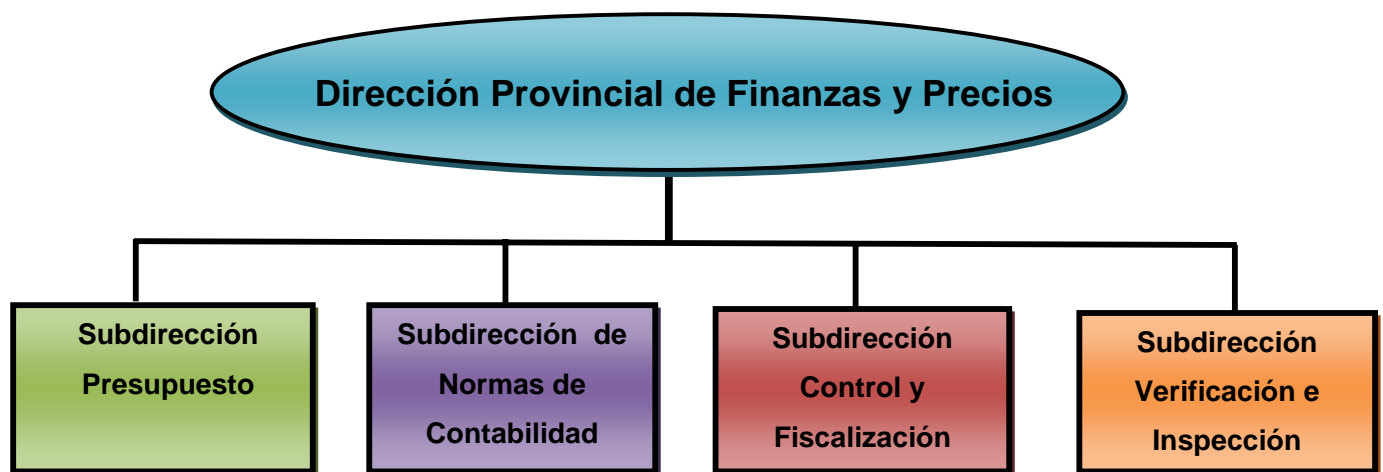 Dirección Provincial de Finanzas y Precios
Subdirección
Presupuesto
Subdirección de
Normas de
Contabilidad
Subdirección
Control y
Fiscalización
Subdirección
Verificación e
Inspección